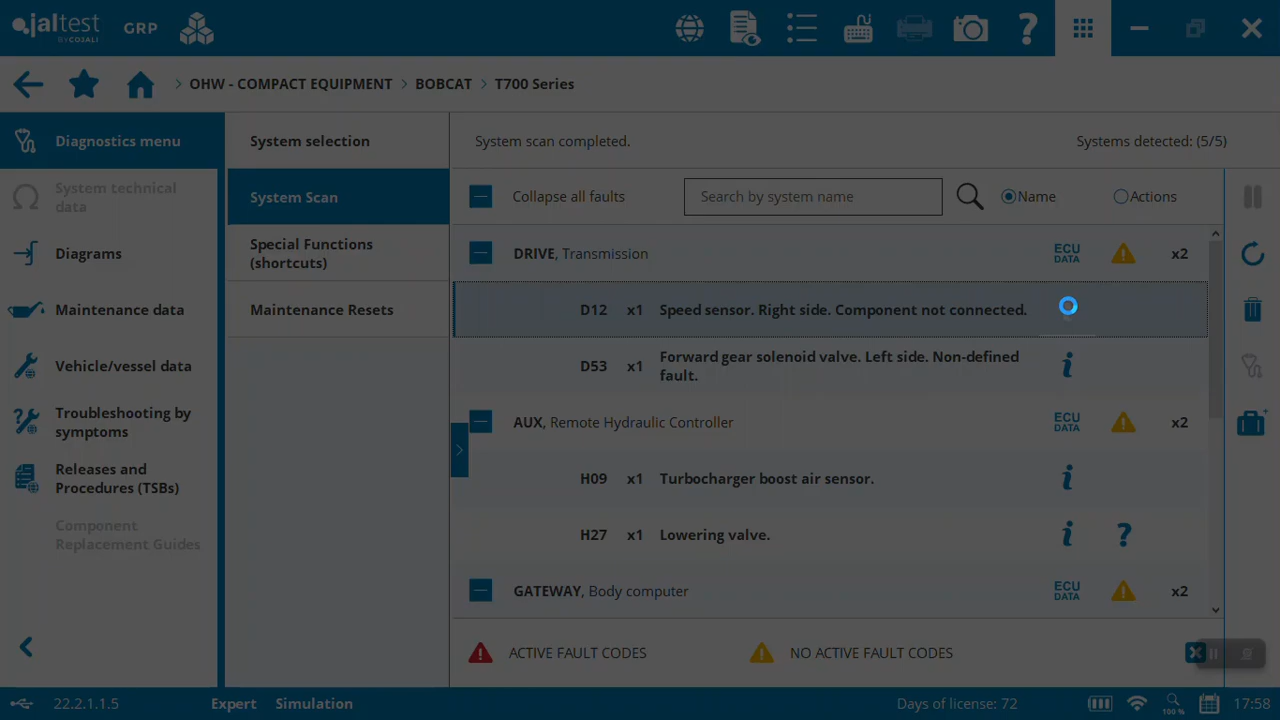 jaltest
BY COJALI
GRP
?
> OHW - COMPACT EQUIPMENT > BOBCAT > T700 Series
Diagnostics menu
System technical
data
Diagrams
Maintenance data
Vehicle/vessel data
Troubleshooting by
symptoms
Releases and
Procedures (TSBs)
Component
Replacement Guides
System selection
System Scan
Special Functions
(shortcuts)
Maintenance Resets
System scan completed.
Systems detected: (5/5)
Collapse all faults
Search by system name
Name
Actions
DRIVE, Transmission
ECU
DATA
x2
D12 x1 Speed sensor. Right side. Component not connected.
D53 x1 Forward gear solenoid valve. Left side. Non-defined
fault.
i
AUX, Remote Hydraulic Controller
ECU
DATA
x2
H09 x1 Turbocharger boost air sensor.
i
H27 x1 Lowering valve.
i ?
GATEWAY, Body computer
ECU
DATA
x2
ACTIVE FAULT CODES
NO ACTIVE FAULT CODES
22.2.1.1.5
Expert
Simulation
Days of license: 72
100 %
17:58